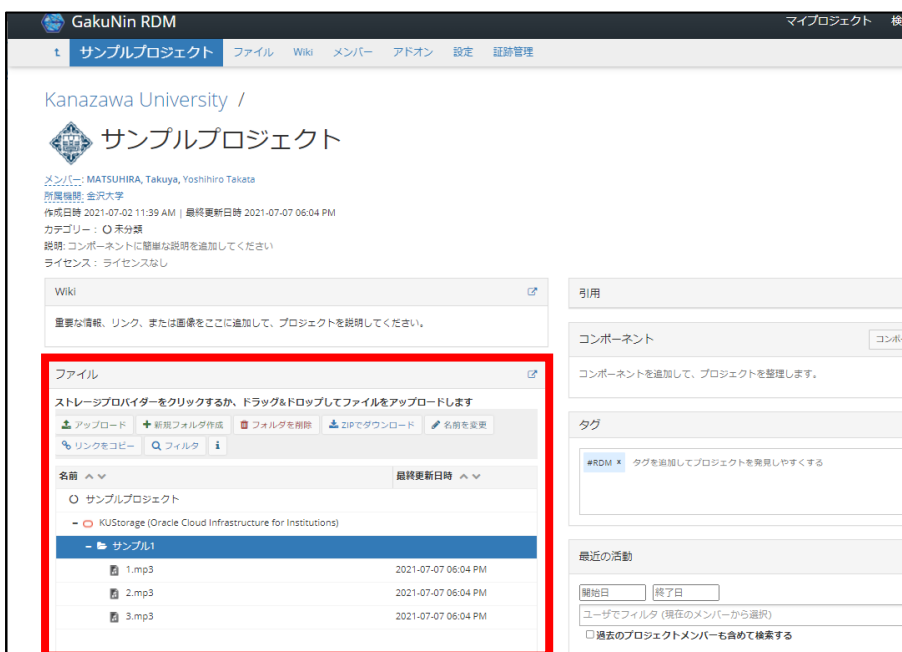 GakuNin RDM マイプロジェクト 検
t サンプルプロジェクト ファイル Wiki メンバー アドオン 設定 証跡管理
Kanazawa University /
サンプルプロジェクト
メンバー: MATSUHIRA, Takuya, Yoshihiro Takata
所属機関: 金沢大学
作成日時 2021-07-02 11:39 AM | 最終更新日時 2021-07-07 06:04 PM
カテゴリー： 未分類
説明: コンポーネントに簡単な説明を追加してください
ライセンス： ライセンスなし
Wiki
重要な情報、リンク、または画像をここに追加して、プロジェクトを説明してください。
ファイル
ストレージプロバイダーをクリックするか、ドラッグ&ドロップしてファイルをアップロードします
アップロード 新規フォルダ作成 フォルダを削除 ZIPでダウンロード 名前を変更
リンクをコピー フィルタ i
名前 最終更新日時
サンプルプロジェクト
KUStorage (Oracle Cloud Infrastructure for Institutions)
サンプル1
1.mp3 2021-07-07 06:04 PM
2.mp3 2021-07-07 06:04 PM
3.mp3 2021-07-07 06:04 PM
引用
コンポーネント コンポ
コンポーネントを追加して、プロジェクトを整理します。
タグ
#RDM x タグを追加してプロジェクトを発見しやすくする
最近の活動
開始日 終了日
ユーザでフィルタ (現在のメンバーから選択)
過去のプロジェクトメンバーも含めて検索する